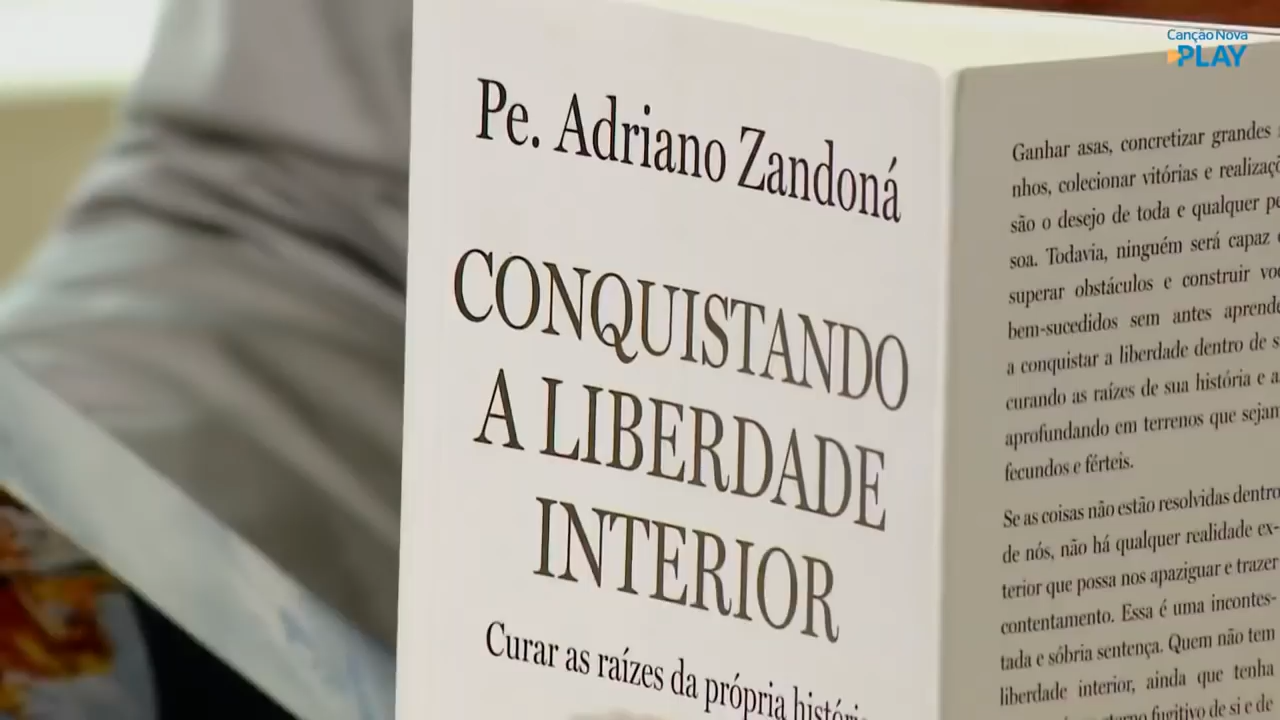 Canção Nova
PLAY
Pe. Adriano Zandoná
CONQUISTANDO
A LIBERDADE
INTERIOR
Curar as raízes da própria
Ganhar asas, concretizar grandes
nhos, colecionar vitórias e
são o desejo de toda e qualquer
soa. Todavia, ninguém será capaz
superar obstáculos e construir
bem-sucedidos sem antes
a conquistar a liberdade dentro de
curando as raízes de sua história e
aprofundando em terrenos que sejam
fecundos e férteis.
Se as coisas não estão resolvidas dentro
de nós, não há qualquer realidade ex-
terior que possa nos apaziguar e trazer
contentamento. Essa é uma incontes-
tada e sóbria sentença. Quem não tem
liberdade interior, ainda que tenha
fugitivo de si e de